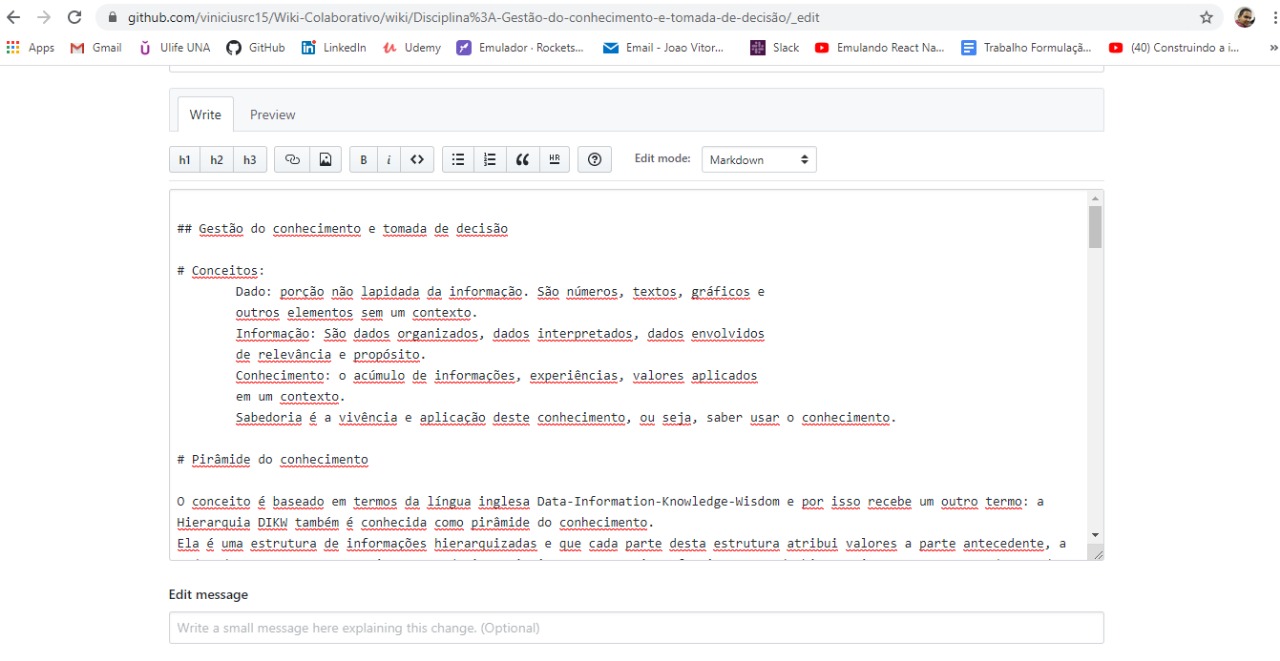 github.com/viniciusrc15/Wiki-Colaborativo/wiki/Disciplina%3A-Gestão-do-conhecimento-e-tomada-de-decisão/_edit
Apps Gmail Ulife UNA GitHub LinkedIn Udemy Emulador · Rockets... Email - Joao Vitor... Slack Emulando React Na... Trabalho Formulaçã... (40) Construindo a i... »
Write Preview
h1 h2 h3 B i <> HR Edit mode: Markdown
## Gestão do conhecimento e tomada de decisão
# Conceitos:
Dado: porção não lapidada da informação. São números, textos, gráficos e
outros elementos sem um contexto.
Informação: São dados organizados, dados interpretados, dados envolvidos
de relevância e propósito.
Conhecimento: o acúmulo de informações, experiências, valores aplicados
em um contexto.
Sabedoria é a vivência e aplicação deste conhecimento, ou seja, saber usar o conhecimento.
# Pirâmide do conhecimento
O conceito é baseado em termos da língua inglesa Data-Information-Knowledge-Wisdom e por isso recebe um outro termo: a
Hierarquia DIKW também é conhecida como pirâmide do conhecimento.
Ela é uma estrutura de informações hierarquizadas e que cada parte desta estrutura atribui valores a parte antecedente, a
Edit message
Write a small message here explaining this change. (Optional)